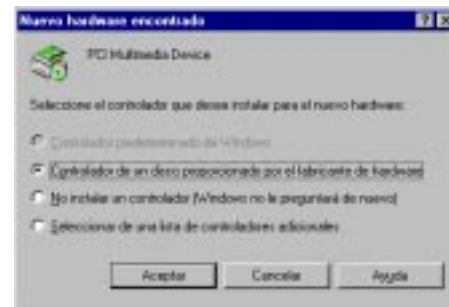 Nuevo hardware encontrado
PCI Multimedia Device
Seleccione el controlador que desea instalar para el nuevo hardware:
Controlador predeterminado de Windows
Controlador de un disco proporcionado por el fabricante de hardware
No instalar un controlador (Windows no le preguntará de nuevo)
Seleccionar de una lista de controladores adicionales
Aceptar Cancelar Ayuda